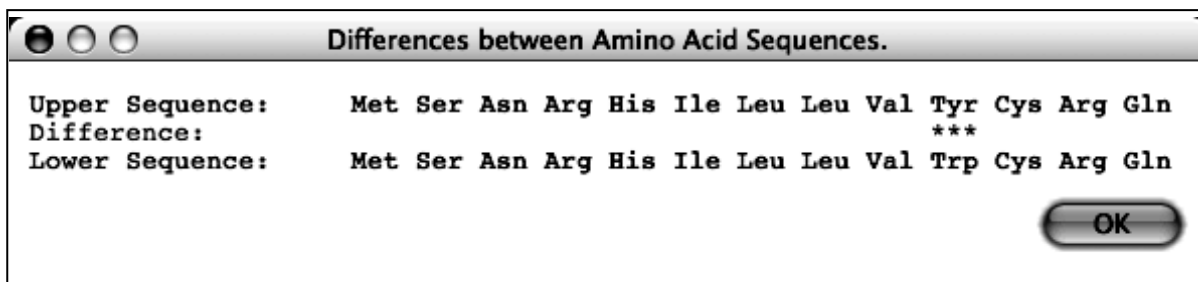 Differences between Amino Acid Sequences.
Upper Sequence: Met Ser Asn Arg His Ile Leu Leu Val Tyr Cys Arg Gln
Difference: ***
Lower Sequence: Met Ser Asn Arg His Ile Leu Leu Val Trp Cys Arg Gln
OK